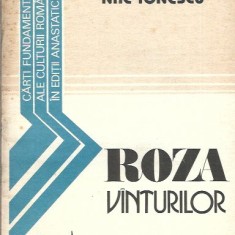 NAE IONESCU
CĂRȚI FUNDAMENTALE
ALE CULTURII ROMÂNE
ÎN EDIȚII ANASTATICE
ROZA
VÎNTURILOR